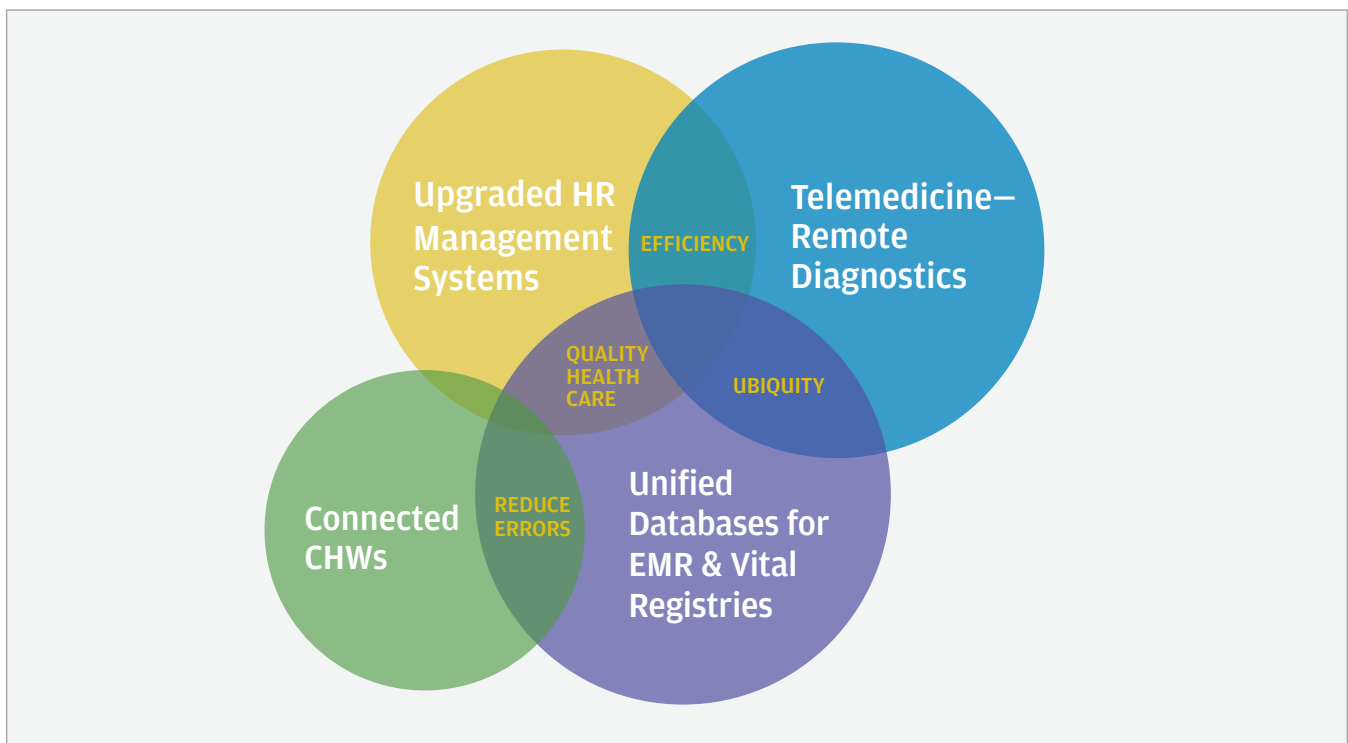 Upgraded HR
Management
Systems
EFFICIENCY
Telemedicine—
Remote
Diagnostics
QUALITY
HEALTH
CARE
UBIQUITY
Connected
CHWs
REDUCE
ERRORS
Unified
Databases for
EMR & Vital
Registries